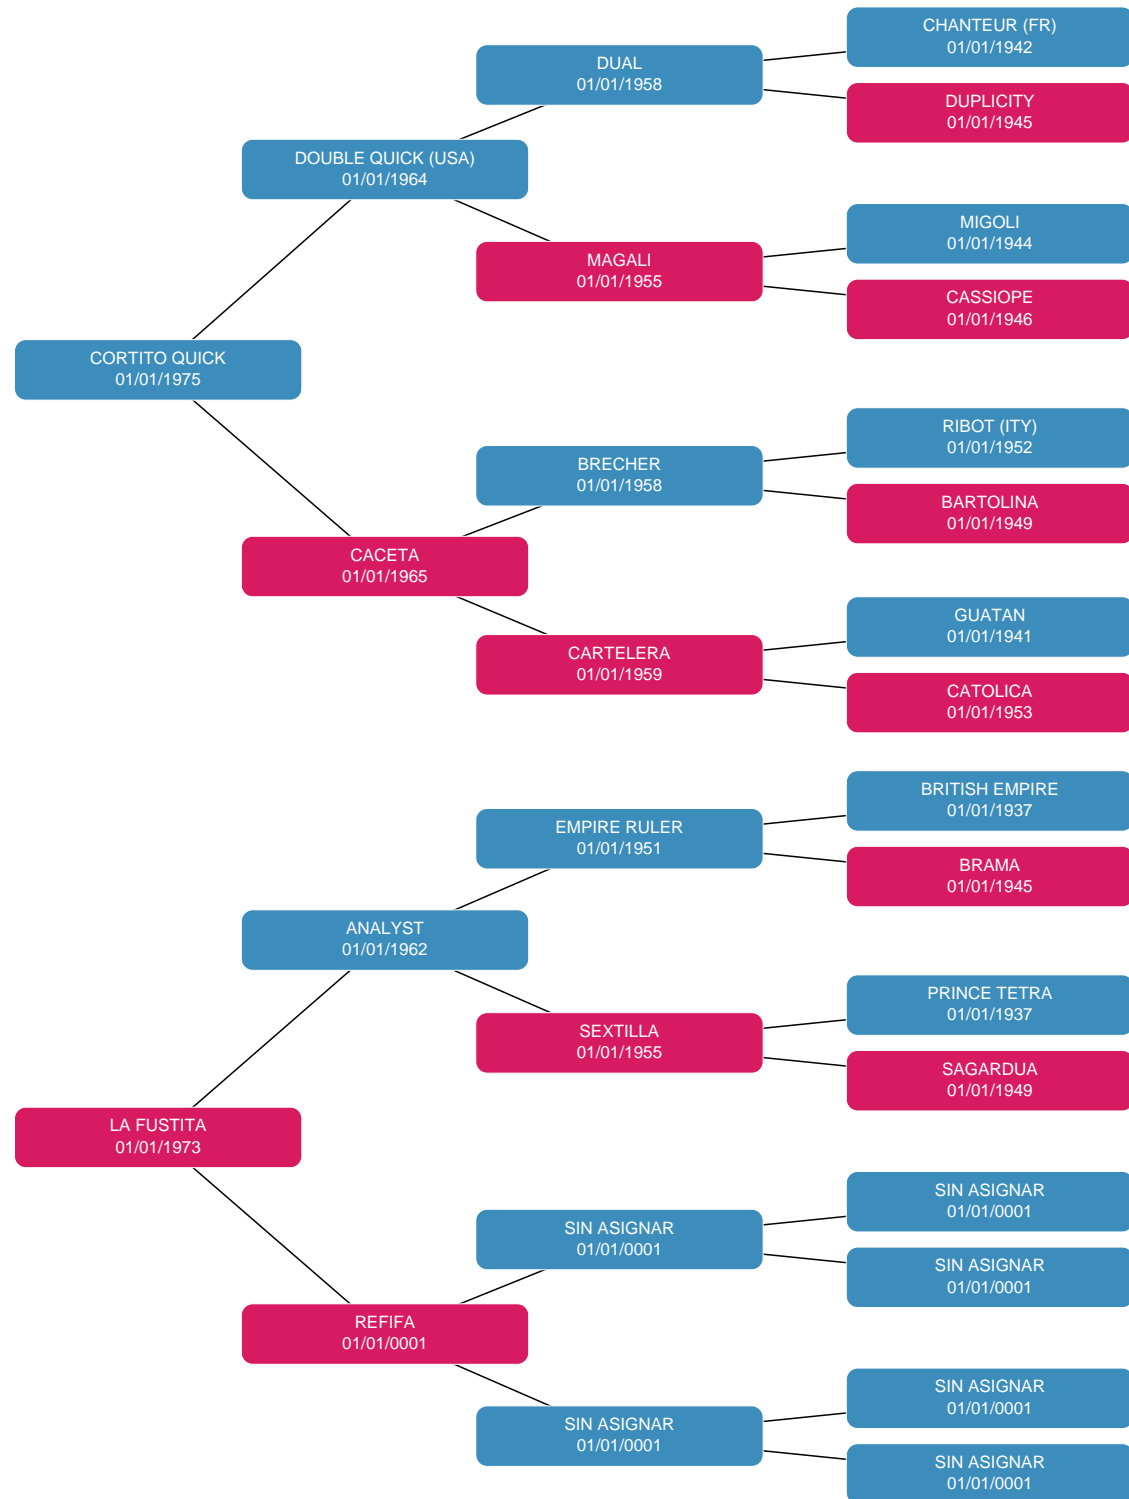 CHANTEUR (FR)
01/01/1942
DUAL
01/01/1958
DUPLICITY
01/01/1945
DOUBLE QUICK (USA)
01/01/1964
MIGOLI
01/01/1944
MAGALI
01/01/1955
CASSIOPE
01/01/1946
CORTITO QUICK
01/01/1975
RIBOT (ITY)
01/01/1952
BRECHER
01/01/1958
BARTOLINA
01/01/1949
CACETA
01/01/1965
GUATAN
01/01/1941
CARTELERA
01/01/1959
CATOLICA
01/01/1953
BRITISH EMPIRE
01/01/1937
EMPIRE RULER
01/01/1951
BRAMA
01/01/1945
ANALYST
01/01/1962
PRINCE TETRA
01/01/1937
SEXTILLA
01/01/1955
SAGARDUA
01/01/1949
LA FUSTITA
01/01/1973
SIN ASIGNAR
01/01/0001
SIN ASIGNAR
01/01/0001
SIN ASIGNAR
01/01/0001
REFIFA
01/01/0001
SIN ASIGNAR
01/01/0001
SIN ASIGNAR
01/01/0001
SIN ASIGNAR
01/01/0001